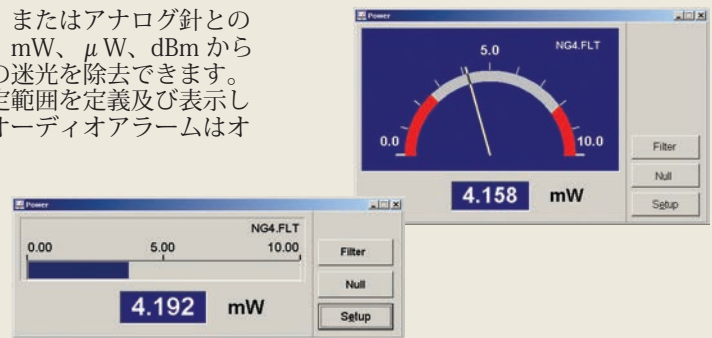 またはアナログ針との
mW、μW、dBm から
の迷光を除去できます。
定範囲を定義及び表示し
オーディオアラームはオ
Power
5.0
NG4.FLT
0.0
10.0
4.158 mW
Filter
Null
Setup
Power
NG4.FLT
0.00 5.00 10.00
4.192 mW
Filter
Null
Setup